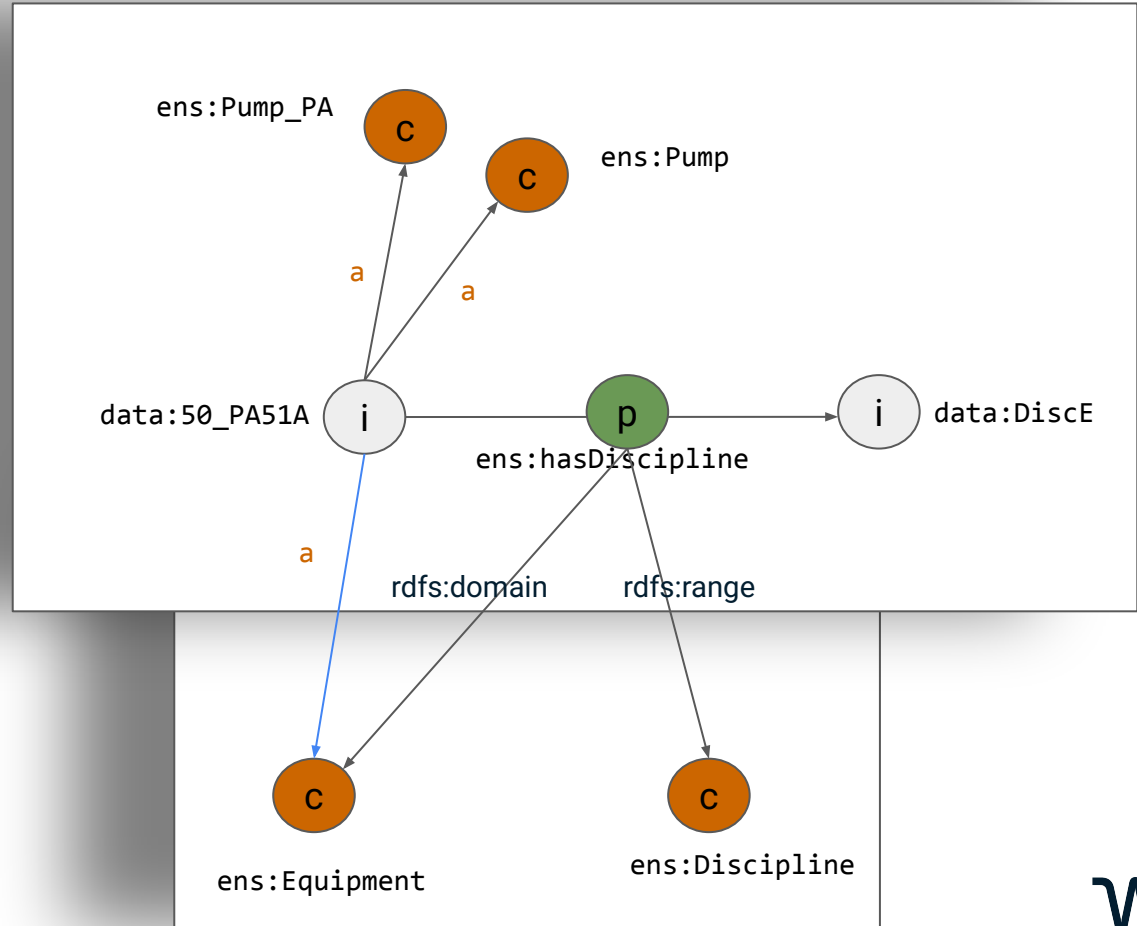 ens:Pump_PA
c
c
ens:Pump
a
a
data:50_PA51A
i
p
i
data:DiscE
ens:hasDiscipline
a
rdfs:domain
rdfs:range
c
c
ens:Equipment
ens:Discipline